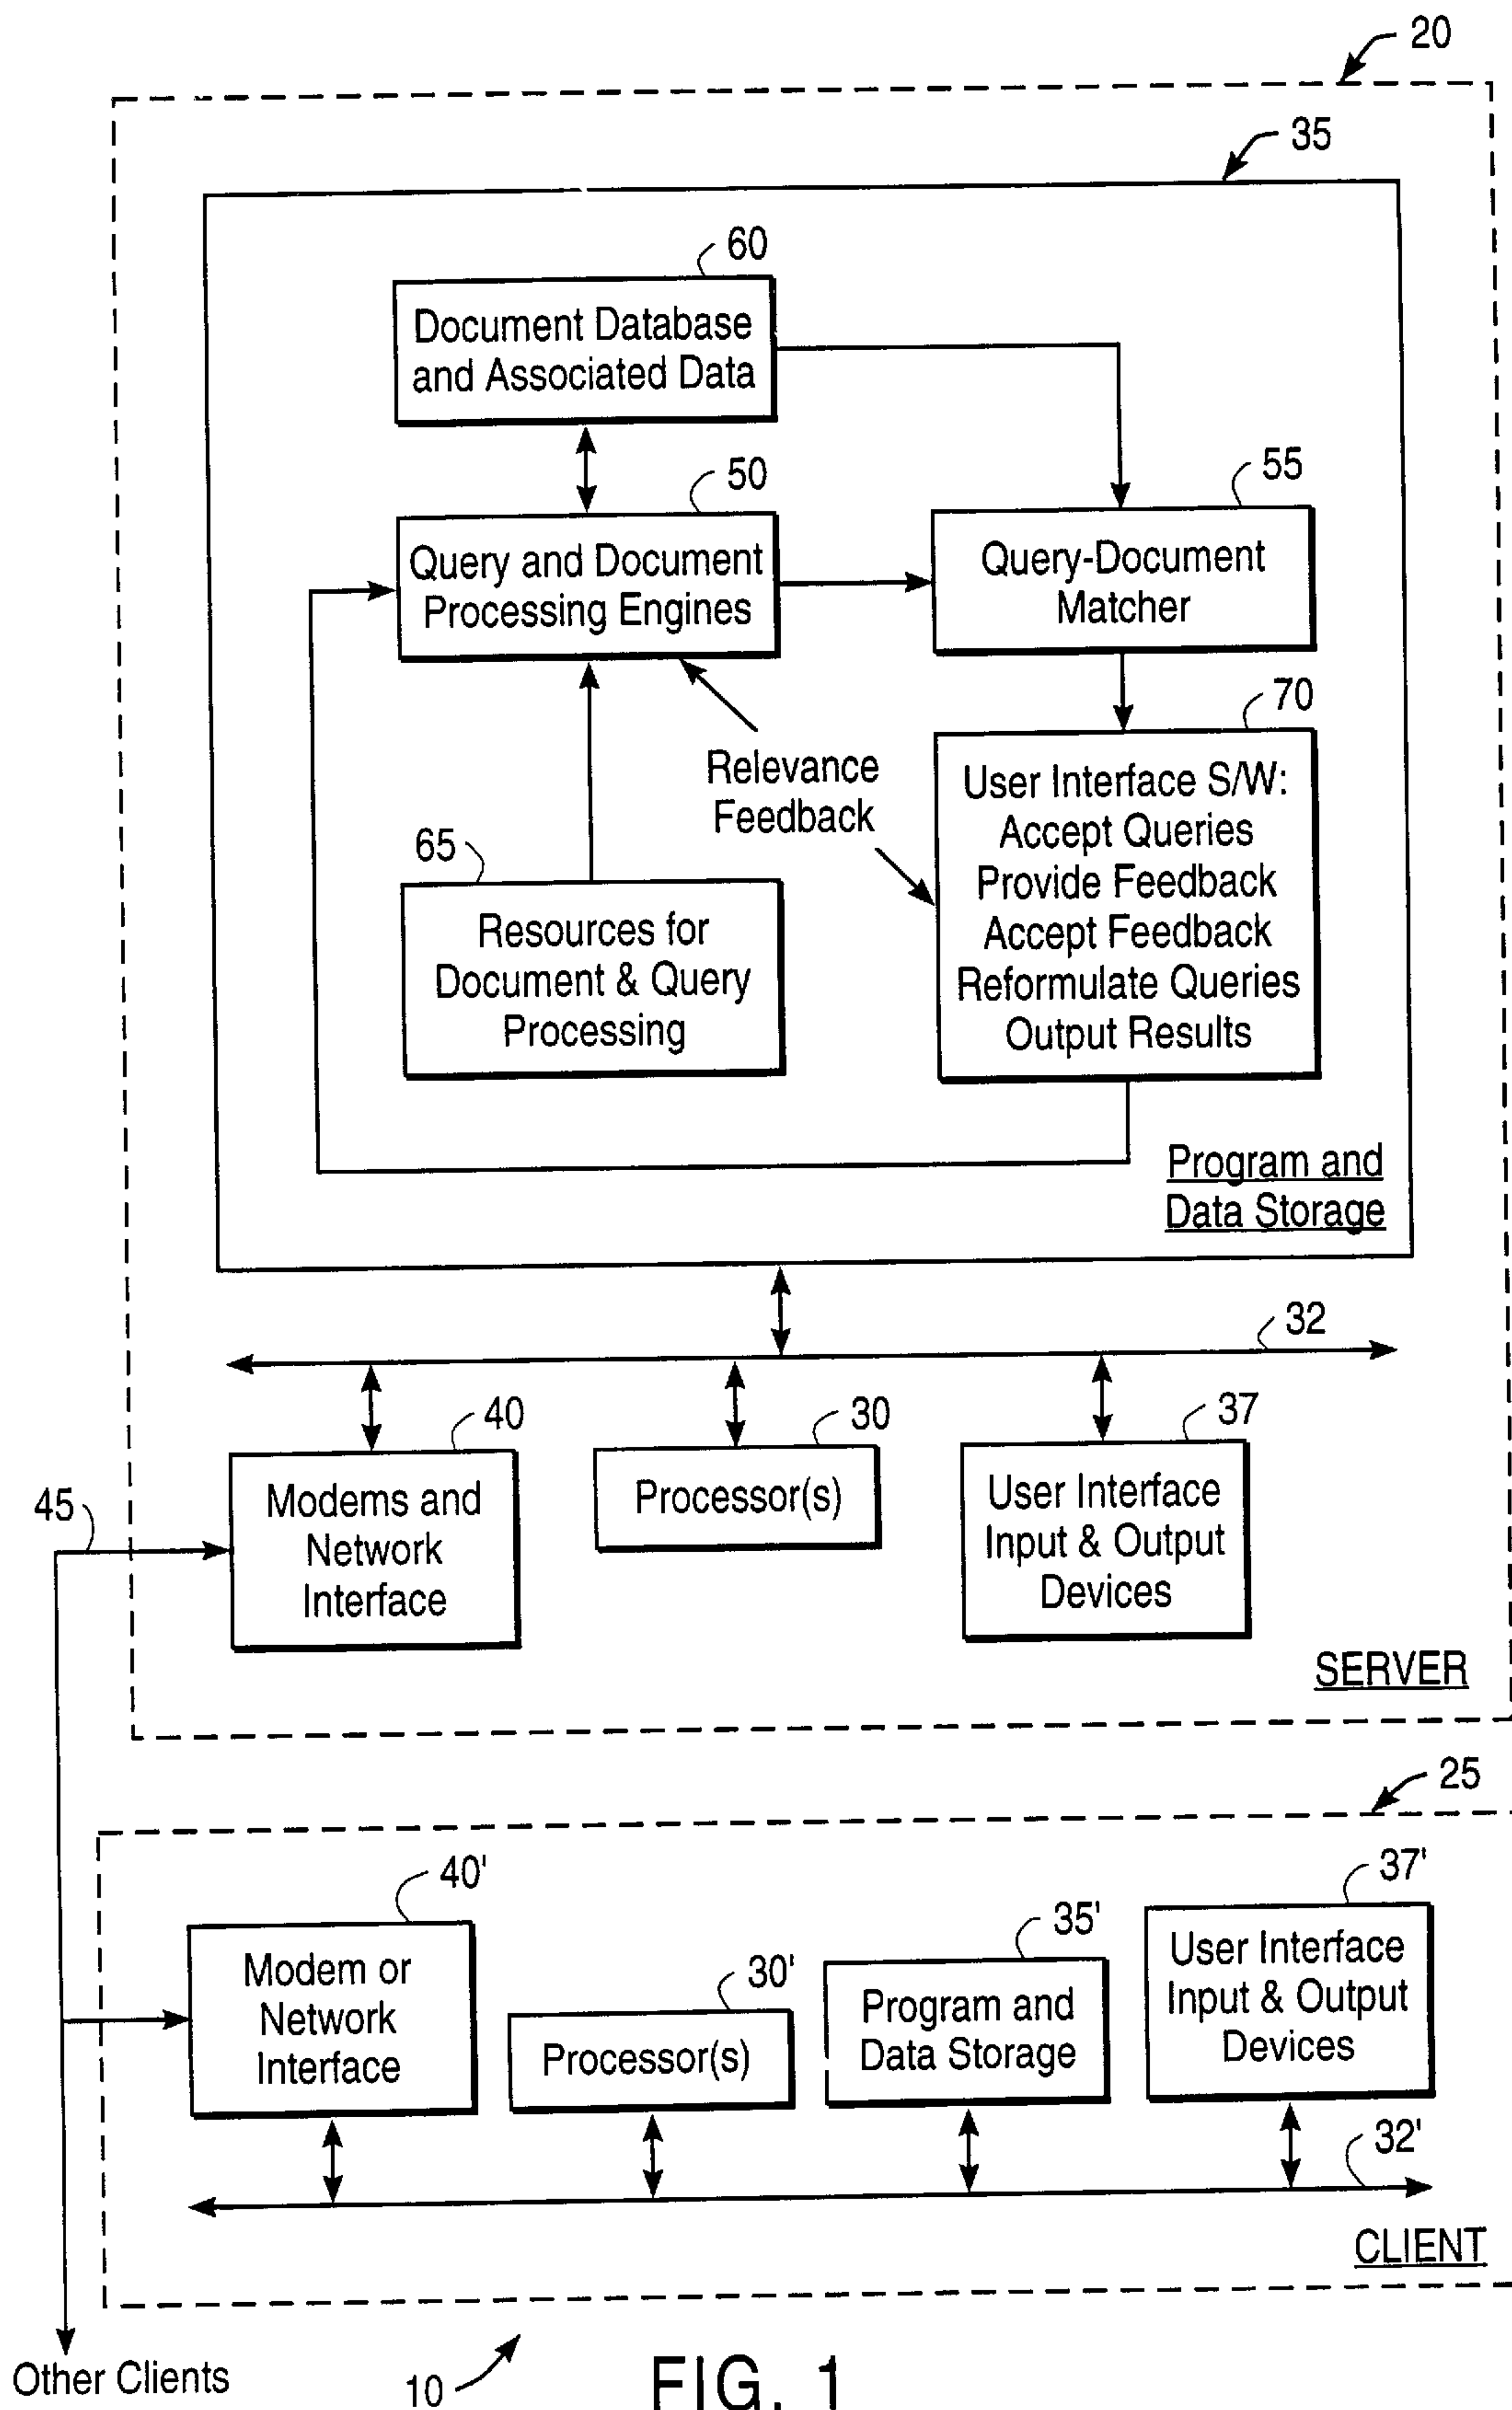 20
35
60
Document Database
and Associated Data
50
Query and Document
Processing Engines
55
Query-Document
Matcher
70
User Interface S/W:
Accept Queries
Provide Feedback
Accept Feedback
Reformulate Queries
Output Results
Relevance
Feedback
65
Resources for
Document & Query
Processing
Program and
Data Storage
32
40
Modems and
Network
Interface
30
Processor(s)
37
User Interface
Input & Output
Devices
45
SERVER
25
40'
Modem or
Network
Interface
30'
Processor(s)
35'
Program and
Data Storage
37'
User Interface
Input & Output
Devices
32'
CLIENT
Other Clients
10
FIG. 1